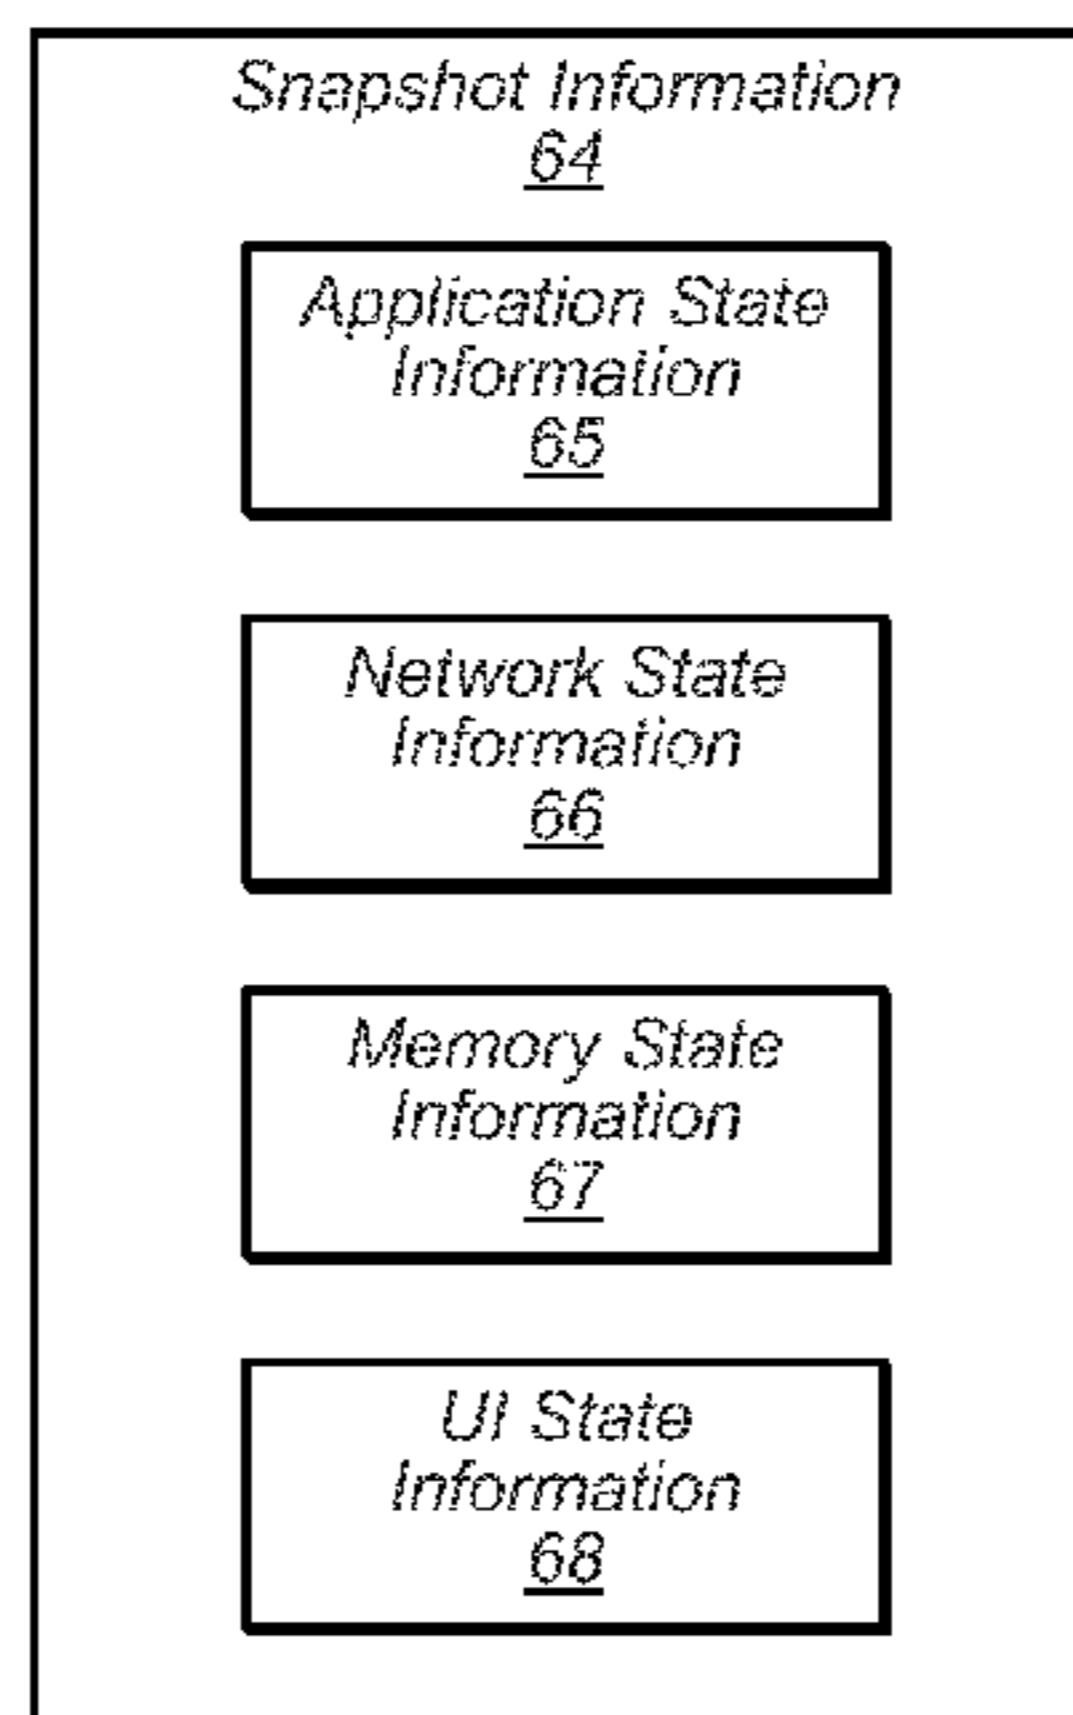 Snapshot Information
64
Application State
Information
65
Network State
Information
66
Memory State
Information
67
UI State
Information
68